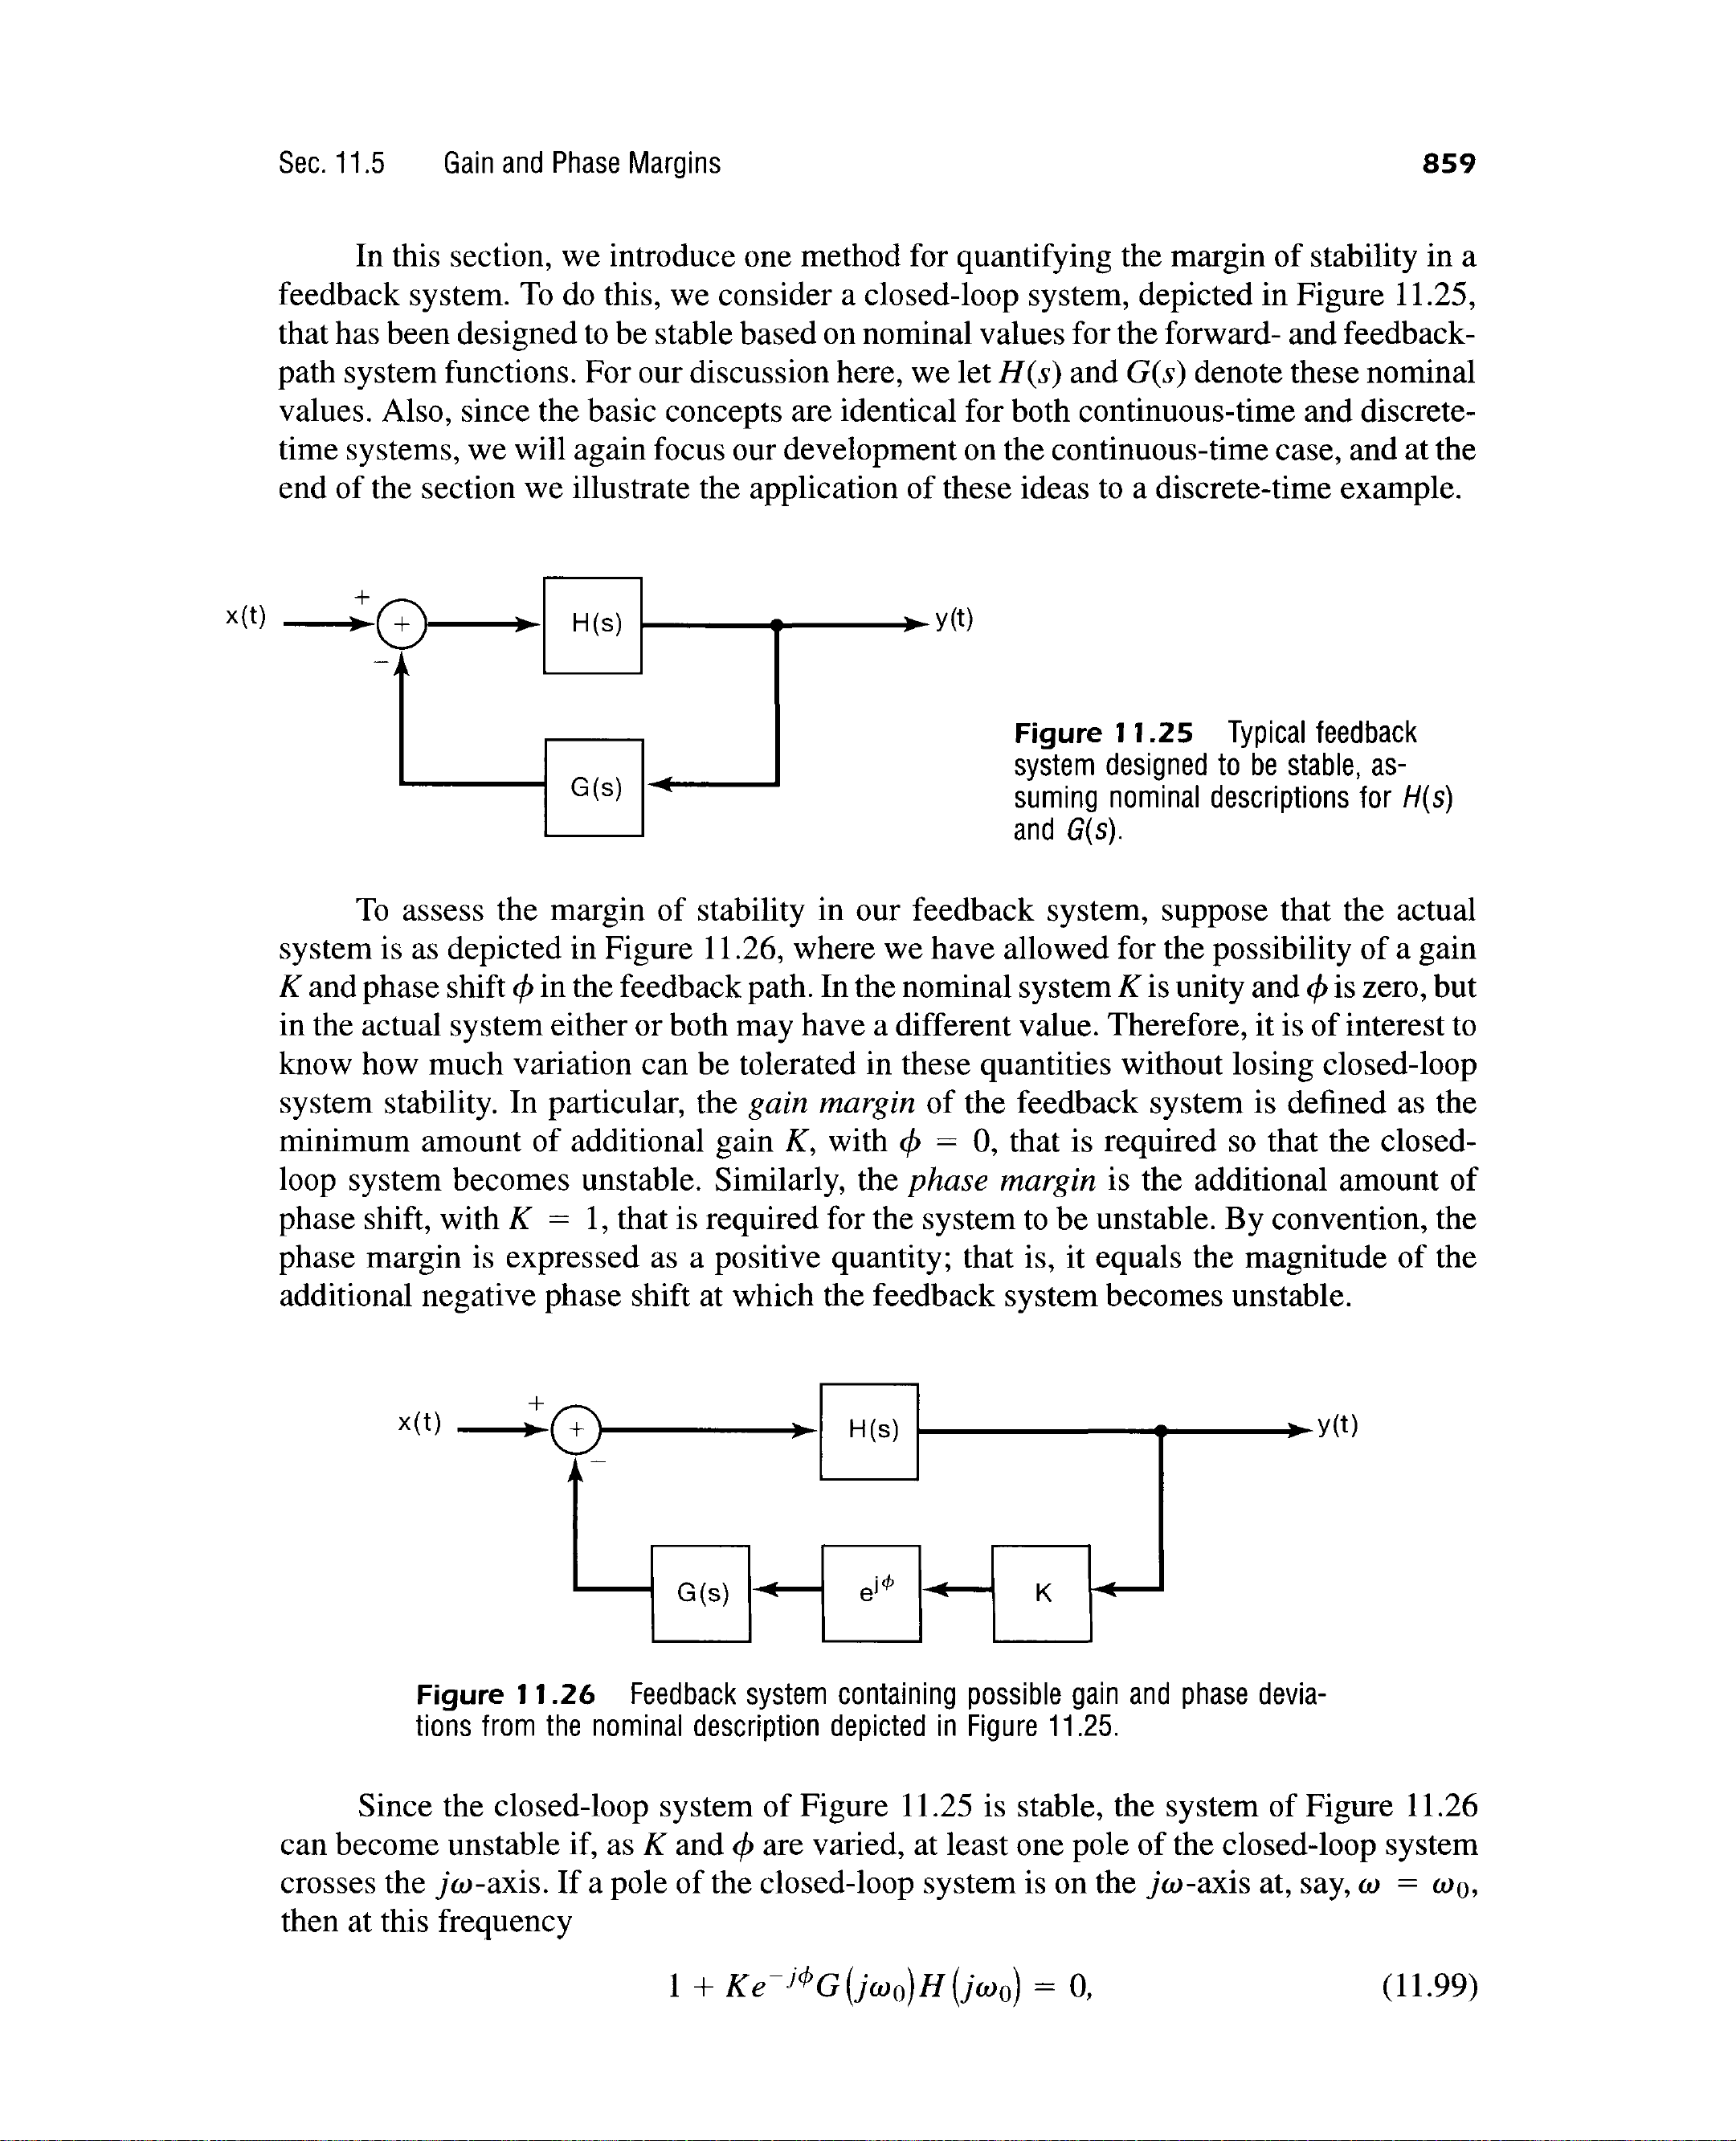 Sec. 11.5 Gain and Phase Margins 859
In this section, we introduce one method for quantifying the margin of stability in a
feedback system. To do this, we consider a closed-loop system, depicted in Figure 11.25,
that has been designed to be stable based on nominal values for the forward- and feedback-
path system functions. For our discussion here, we let H(s) and G(s) denote these nominal
values. Also, since the basic concepts are identical for both continuous-time and discrete-
time systems, we will again focus our development on the continuous-time case, and at the
end of the section we illustrate the application of these ideas to a discrete-time example.
x(t) + + − H(s) y(t)
G(s)
Figure 11.25 Typical feedback
system designed to be stable, as-
suming nominal descriptions for H(s)
and G(s).
To assess the margin of stability in our feedback system, suppose that the actual
system is as depicted in Figure 11.26, where we have allowed for the possibility of a gain
K and phase shift ϕ in the feedback path. In the nominal system K is unity and ϕ is zero, but
in the actual system either or both may have a different value. Therefore, it is of interest to
know how much variation can be tolerated in these quantities without losing closed-loop
system stability. In particular, the gain margin of the feedback system is defined as the
minimum amount of additional gain K, with ϕ = 0, that is required so that the closed-
loop system becomes unstable. Similarly, the phase margin is the additional amount of
phase shift, with K = 1, that is required for the system to be unstable. By convention, the
phase margin is expressed as a positive quantity; that is, it equals the magnitude of the
additional negative phase shift at which the feedback system becomes unstable.
x(t) + + − H(s) y(t)
G(s) e^{jϕ} K
Figure 11.26 Feedback system containing possible gain and phase devia-
tions from the nominal description depicted in Figure 11.25.
Since the closed-loop system of Figure 11.25 is stable, the system of Figure 11.26
can become unstable if, as K and ϕ are varied, at least one pole of the closed-loop system
crosses the jω-axis. If a pole of the closed-loop system is on the jω-axis at, say, ω = ω₀,
then at this frequency
1 + Ke^{−jϕ}G(jω₀)H(jω₀) = 0, (11.99)